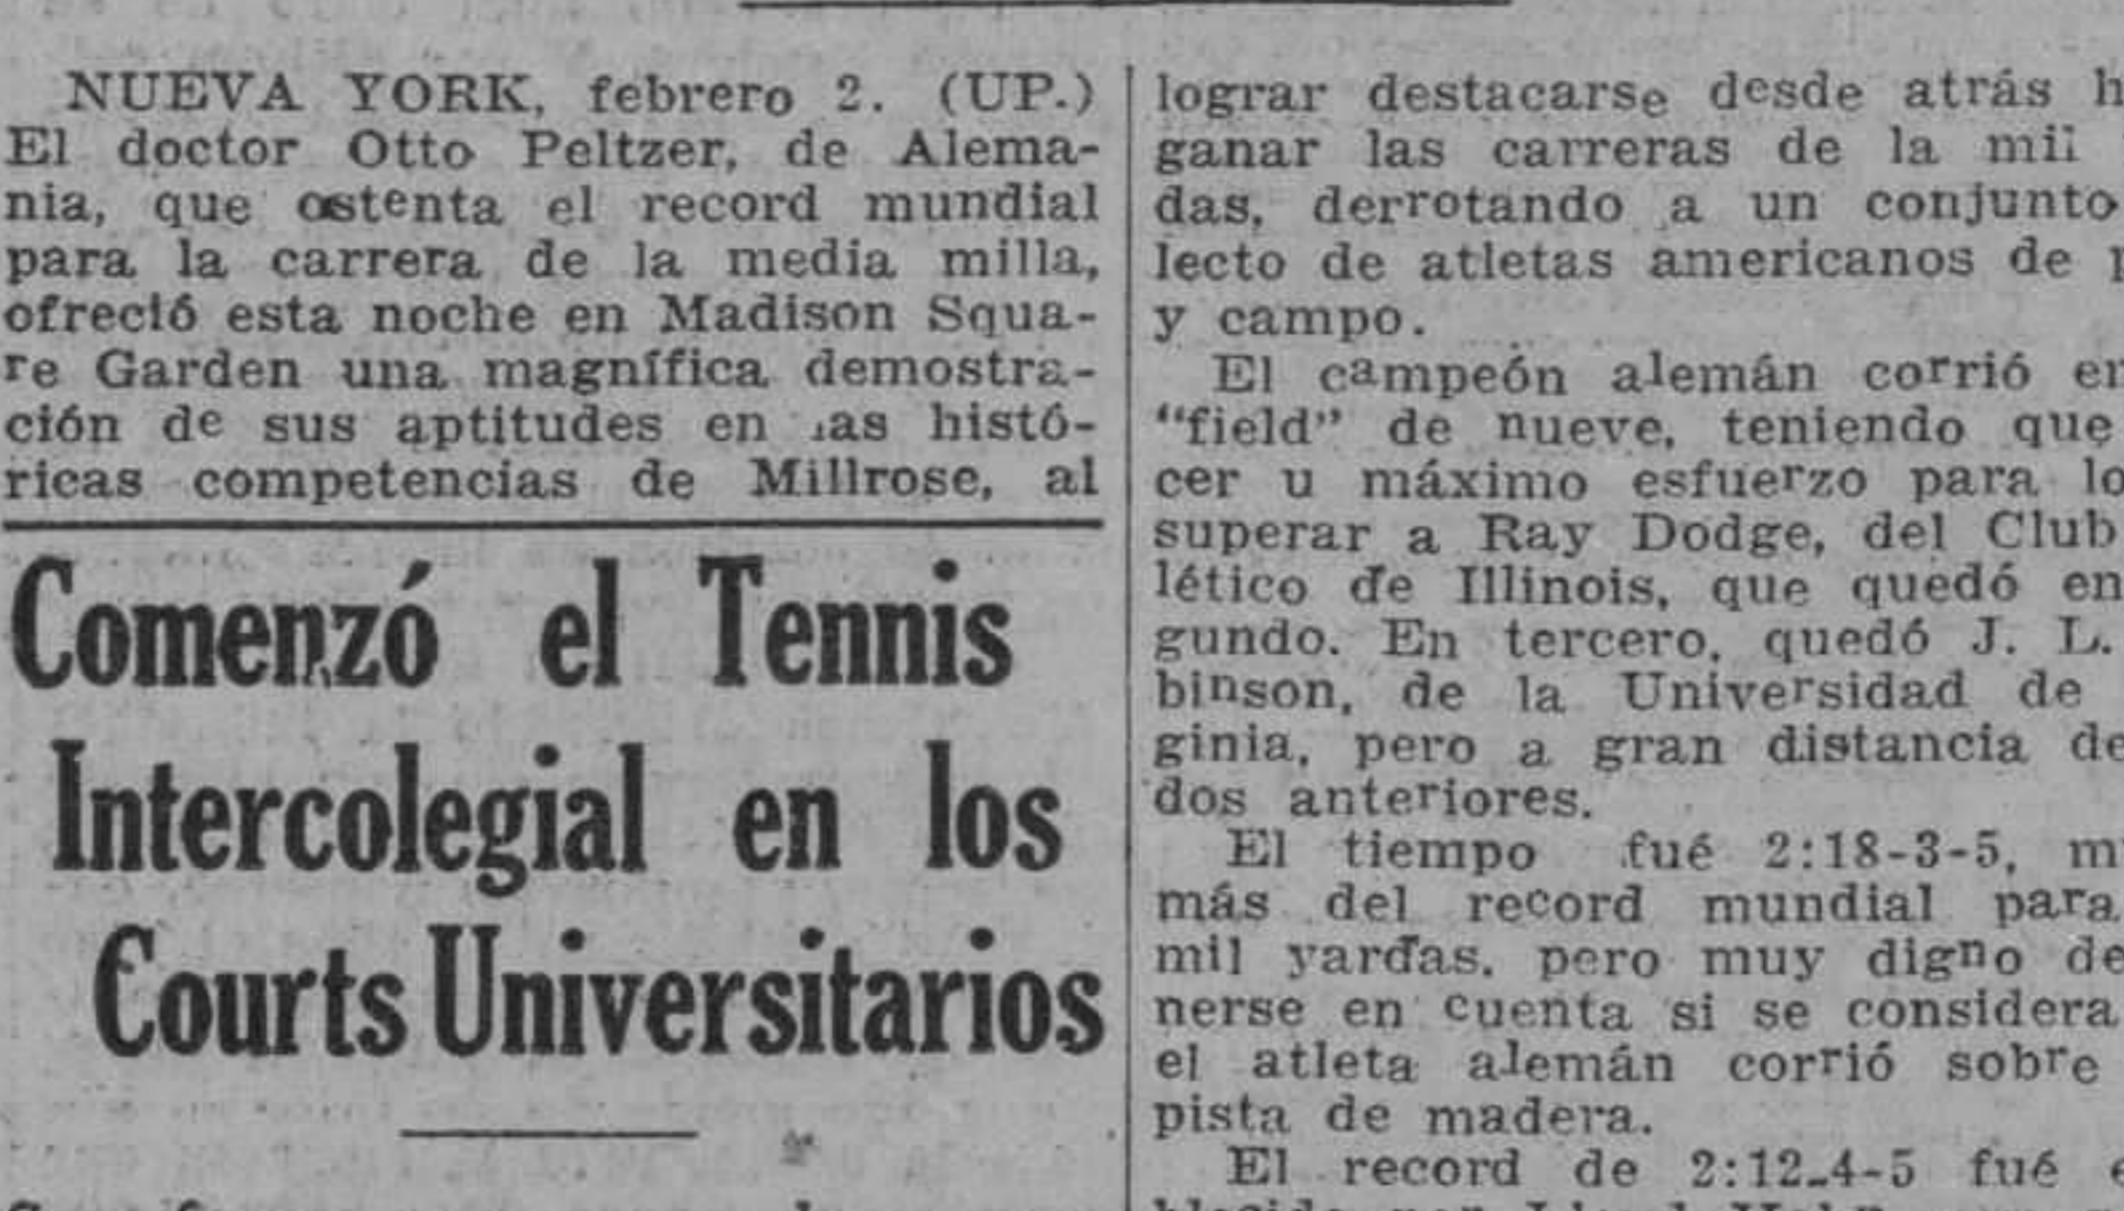 NUEVA YORK, febrero 2. (UP.)
El doctor Otto Peltzer, de Alema-
nia, que ostenta el record mundial
para la carrera de la media milla,
ofreció esta noche en Madison Squa-
re Garden una magnífica demostra-
ción de sus aptitudes en las histó-
ricas competencias de Millrose, al
Comenzó el Tennis
Intercolegial en los
Courts Universitarios
lograr destacarse desde atrás
ganar las carreras de la mil
das, derrotando a un conjunto
lecto de atletas americanos de
y campo.
El campeón alemán corrió
"field" de nueve, teniendo que
cer u máximo esfuerzo para lo
superar a Ray Dodge, del Club
lético de Illinois, que quedó en
gundo. En tercero, quedó J. L.
binson, de la Universidad de
ginia, pero a gran distancia de
dos anteriores.
El tiempo fué 2:18-3-5,
más del record mundial para
mil yardas. pero muy digno de
nerse en cuenta si se considera
el atleta alemán corrió sobre
pista de madera.
El record de 2:12-4-5 fué